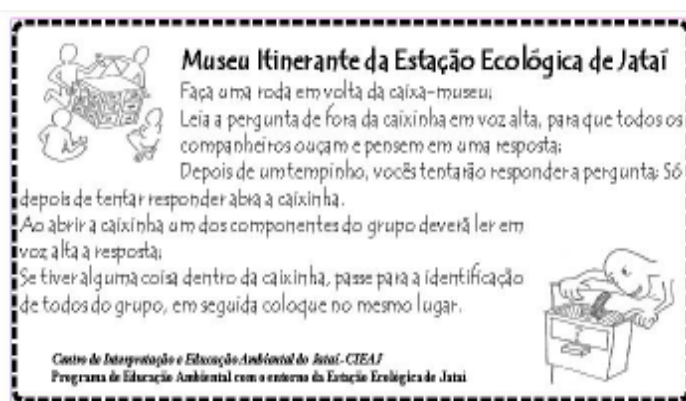 Museu Itinerante da Estação Ecológica de Jataí
Faça uma roda em volta da caixa-museu;
Leia a pergunta de fora da caixinha em voz alta, para que todos os
companheiros ouçam e pensem em uma resposta;
Depois de um tempinho, vocês tentarão responder a pergunta: Só
depois de tentar responder abra a caixinha.
Ao abrir a caixinha um dos componentes do grupo deverá ler em
voz alta a resposta;
Se tiver alguma coisa dentro da caixinha, passe para a identificação
de todos do grupo, em seguida coloque no mesmo lugar.
Centro de Interpretação e Educação Ambiental do Jataí-CIEAJ
Programa de Educação Ambiental com o entorno da Estação Ecológica de Jataí